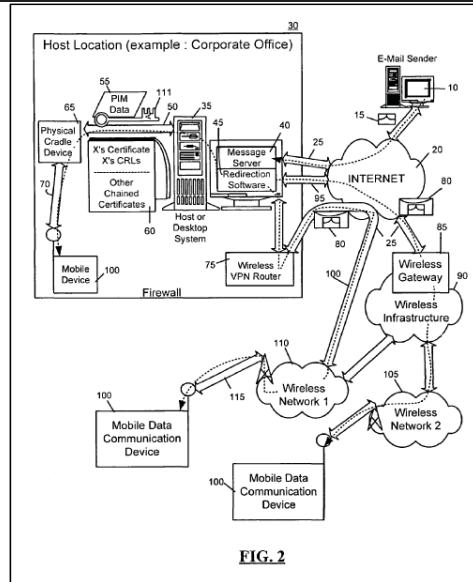 30
Host Location (example : Corporate Office)
E-Mail Sender
55
PIM
Data
111
50
35
10
65
15
Physical
Cradle
Device
45
40
25
X's Certificate
X's CRLs
Message
Server
20
Redirection
Software
INTERNET
70
Other
Chained
Certificates
95
Host or
Desktop
System
80
60
25
80
85
75
Wireless
VPN Router
Wireless
Gateway
Mobile
Device
100
100
90
Firewall
Wireless
Infrastructure
110
105
100
115
Wireless
Network 1
Wireless
Network 2
Mobile Data
Communication
Device
100
Mobile Data
Communication
Device
FIG. 2